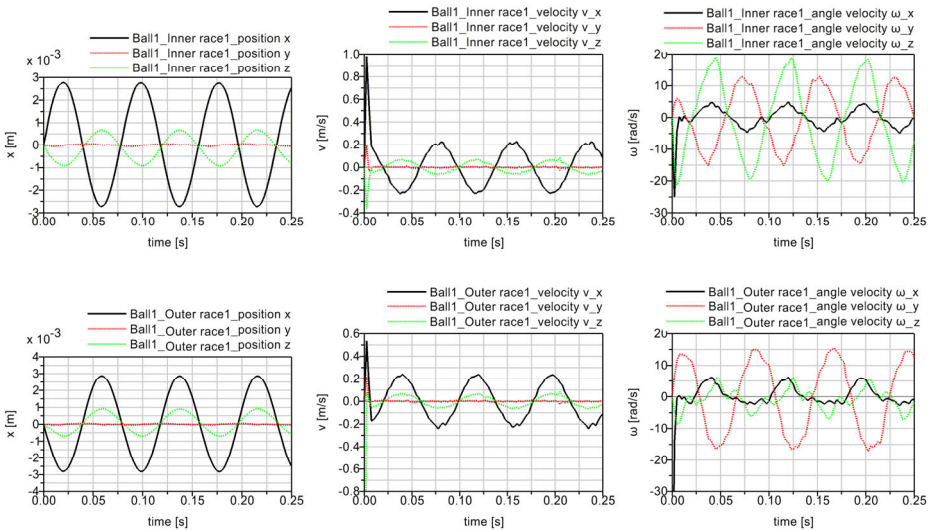 Ball1_Inner race1_position x
Ball1_Inner race1_position y
Ball1_Inner race1_position z
x 10⁻³
3
2
1
0
-1
-2
-3
x [m]
0.00 0.05 0.10 0.15 0.20 0.25
time [s]
Ball1_Inner race1_velocity v_x
Ball1_Inner race1_velocity v_y
Ball1_Inner race1_velocity v_z
1.0
0.8
0.6
0.4
0.2
0.0
-0.2
-0.4
v [m/s]
0.00 0.05 0.10 0.15 0.20 0.25
time [s]
Ball1_Inner race1_angle velocity ω_x
Ball1_Inner race1_angle velocity ω_y
Ball1_Inner race1_angle velocity ω_z
20
10
0
-10
-20
-30
ω [rad/s]
0.00 0.05 0.10 0.15 0.20 0.25
time [s]
Ball1_Outer race1_position x
Ball1_Outer race1_position y
Ball1_Outer race1_position z
x 10⁻³
4
3
2
1
0
-1
-2
-3
-4
x [m]
0.00 0.05 0.10 0.15 0.20 0.25
time [s]
Ball1_Outer race1_velocity v_x
Ball1_Outer race1_velocity v_y
Ball1_Outer race1_velocity v_z
0.6
0.4
0.2
0.0
-0.2
-0.4
-0.6
-0.8
v [m/s]
0.00 0.05 0.10 0.15 0.20 0.25
time [s]
Ball1_Outer race1_angle velocity ω_x
Ball1_Outer race1_angle velocity ω_y
Ball1_Outer race1_angle velocity ω_z
20
10
0
-10
-20
-30
ω [rad/s]
0.00 0.05 0.10 0.15 0.20 0.25
time [s]